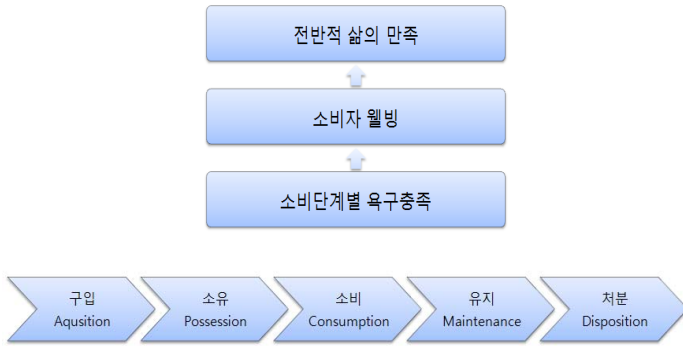 전반적 삶의 만족
소비자 웰빙
소비단계별 욕구충족
구입
Aqusition
소유
Possession
소비
Consumption
유지
Maintenance
처분
Disposition